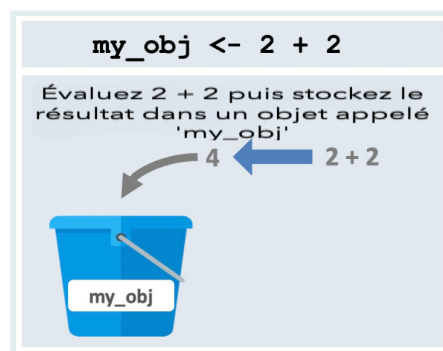 my_obj <- 2 + 2
Évaluez 2 + 2 puis stockez le
résultat dans un objet appelé
'my_obj'
4 2 + 2
my_obj